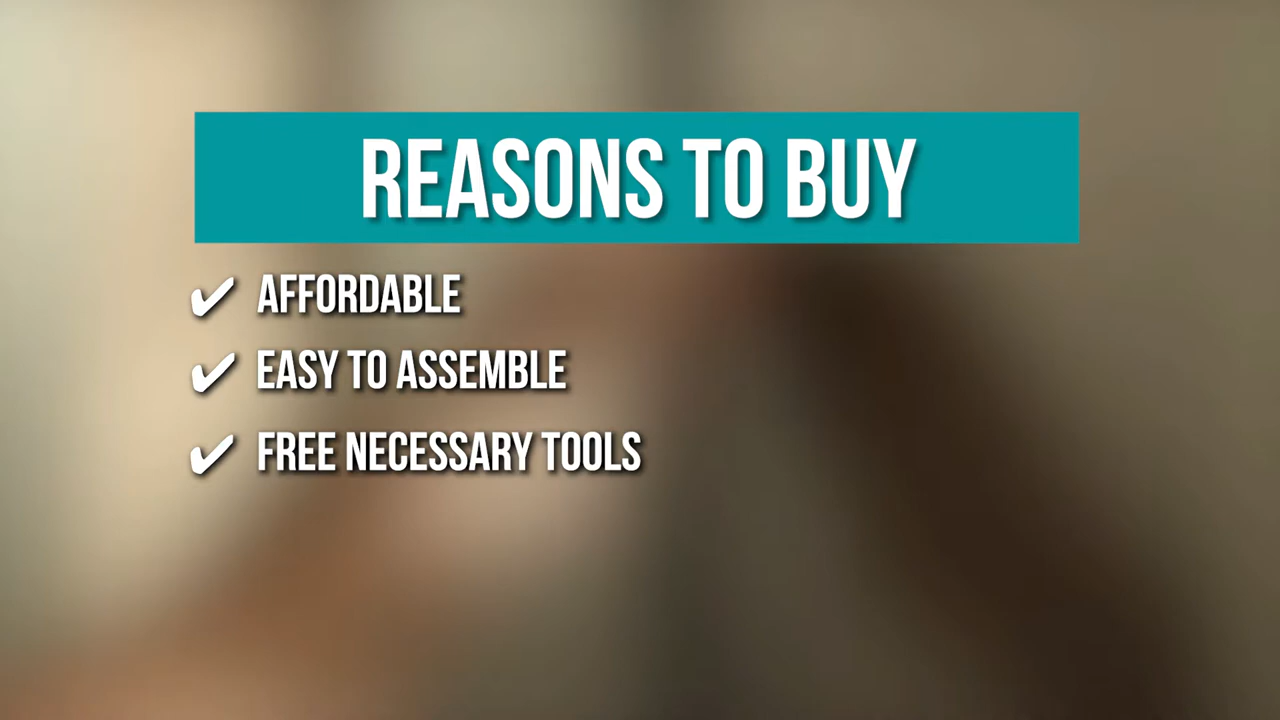 REASONS TO BUY
✔ AFFORDABLE
✔ EASY TO ASSEMBLE
✔ FREE NECESSARY TOOLS